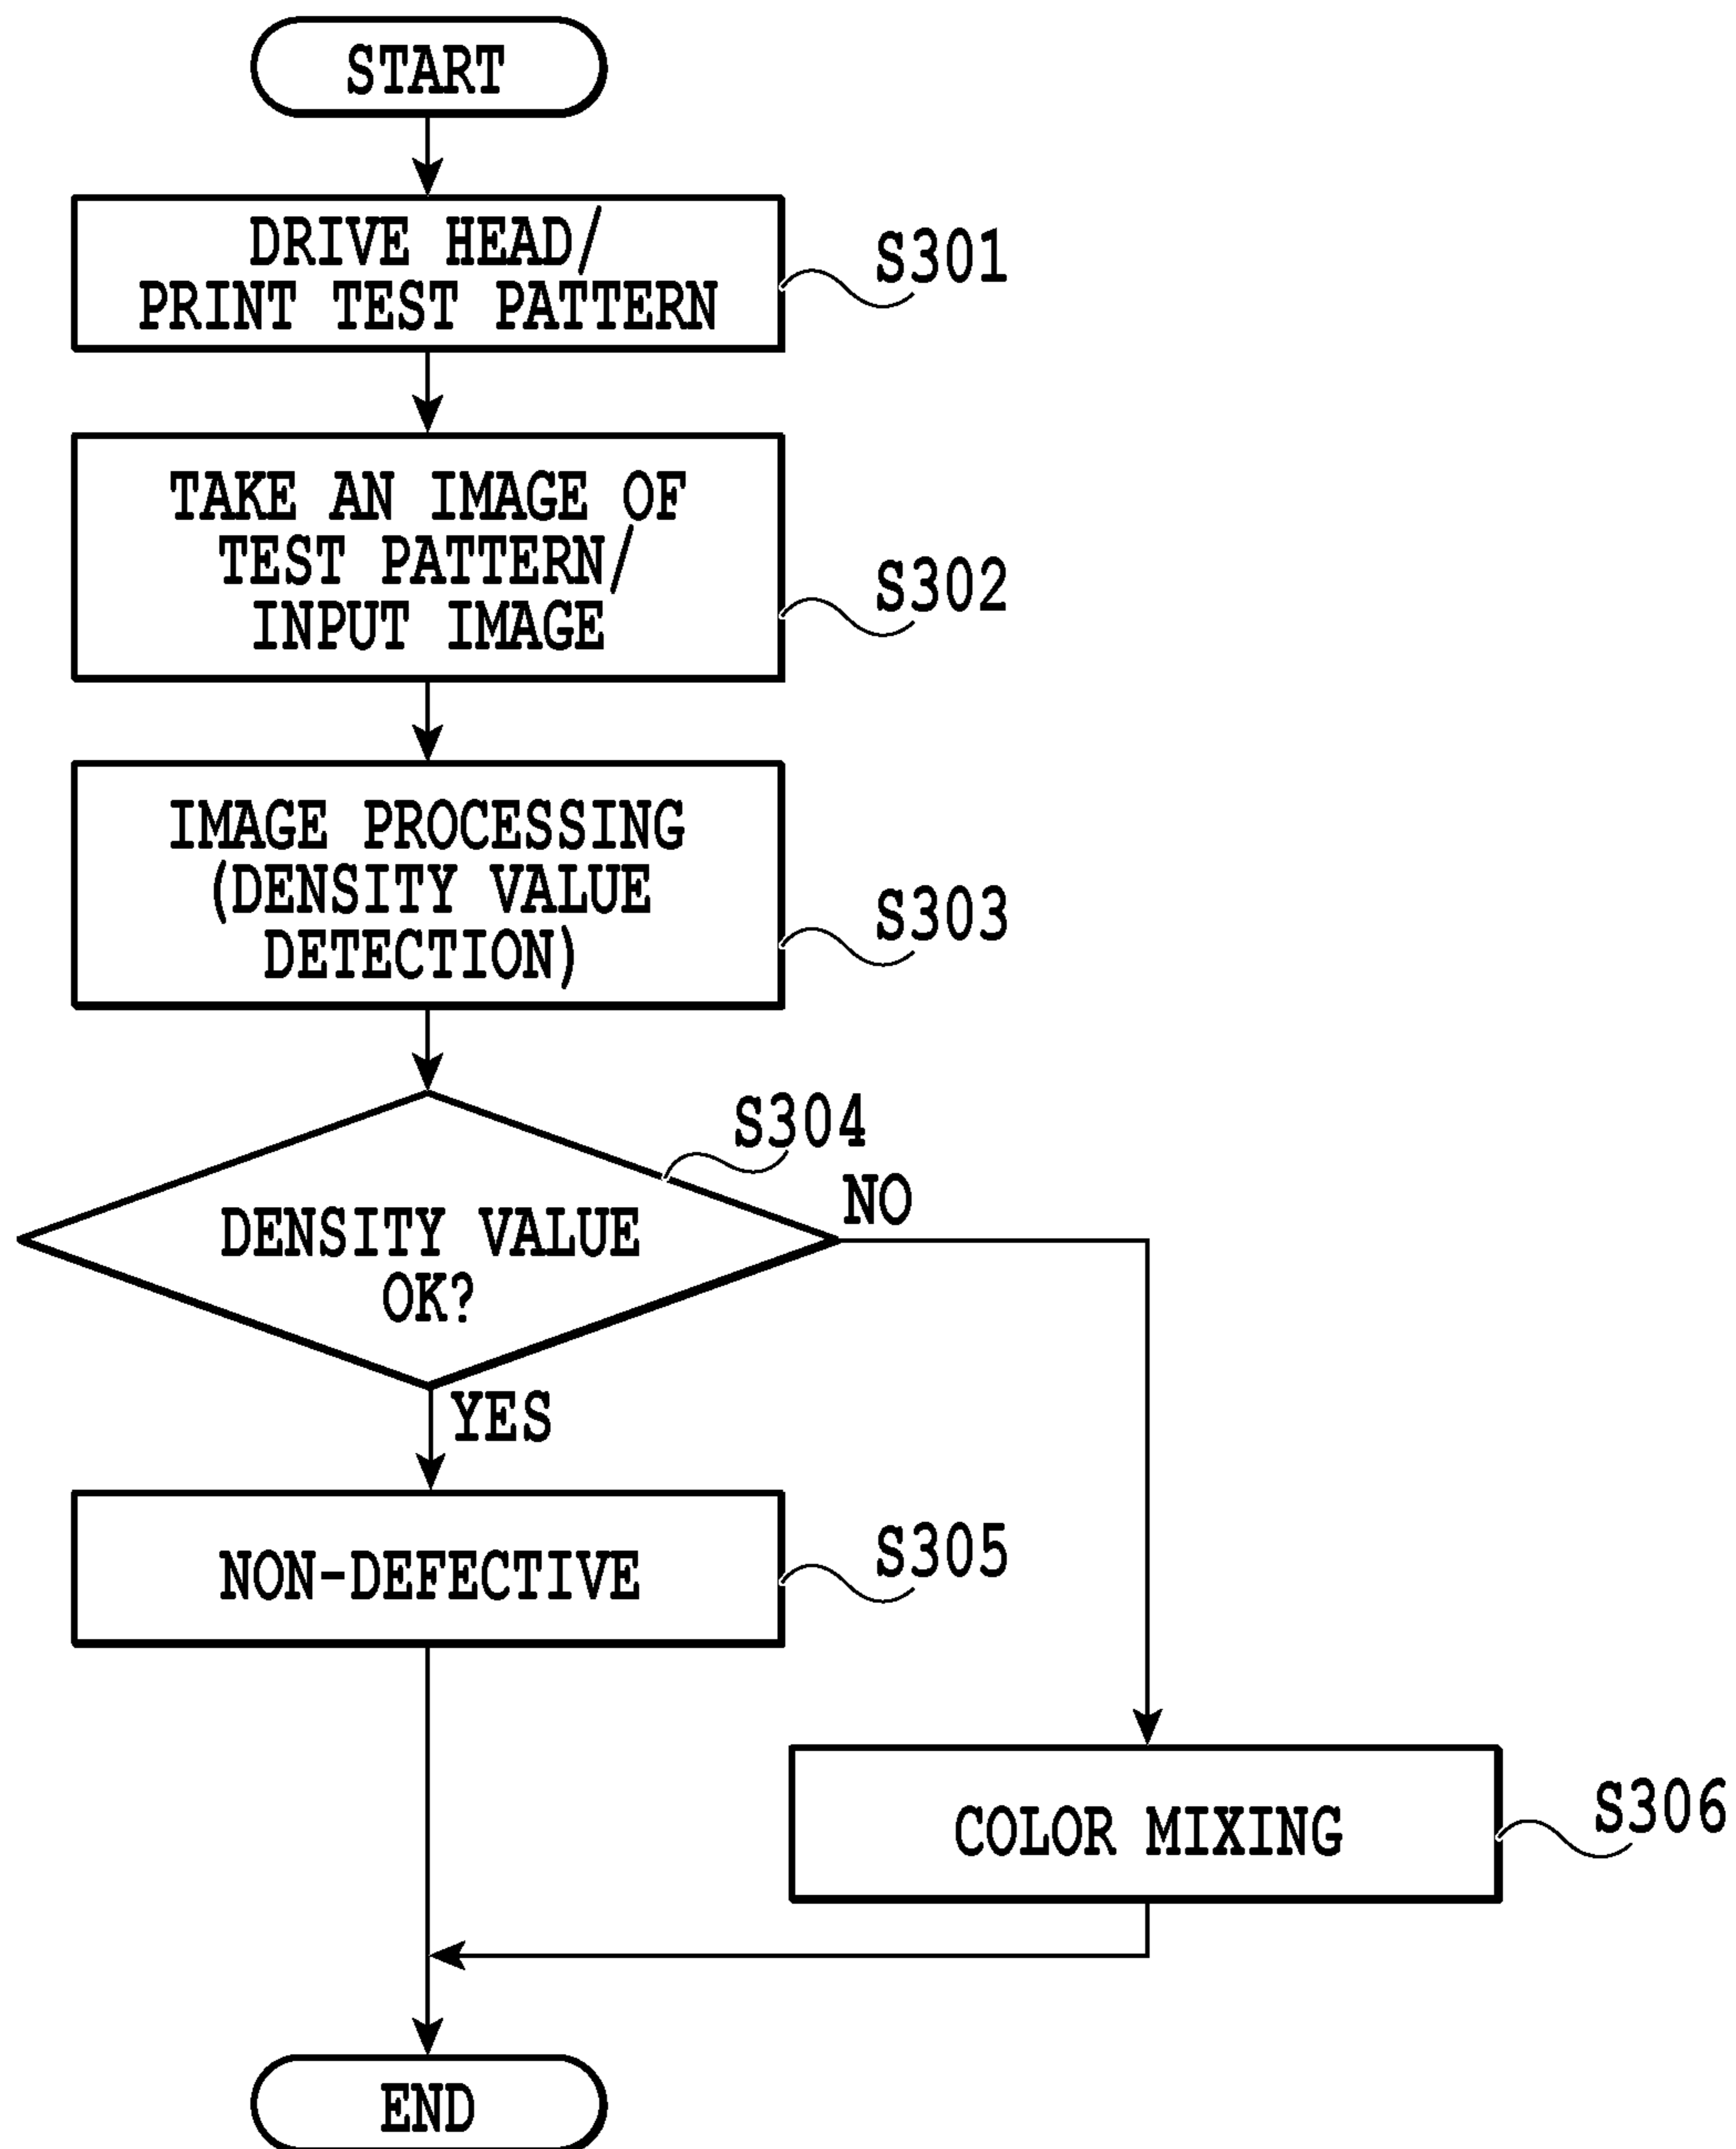 START
DRIVE HEAD/
PRINT TEST PATTERN
S301
TAKE AN IMAGE OF
TEST PATTERN/
INPUT IMAGE
S302
IMAGE PROCESSING
(DENSITY VALUE
DETECTION)
S303
S304
DENSITY VALUE
OK?
NO
YES
NON-DEFECTIVE
S305
COLOR MIXING
S306
END